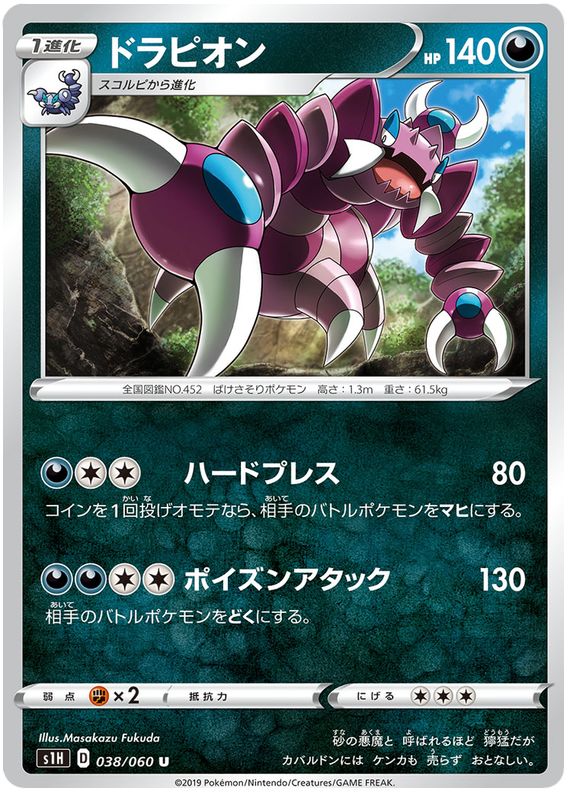 1進化
ドラピオン
HP 140
スコルピから進化
全国図鑑NO.452 ばけさそりポケモン 高さ：1.3m 重さ：61.5kg
ハードプレス 80
コインを1回投げオモテなら、相手のバトルポケモンをマヒにする。
ポイズンアタック 130
相手のバトルポケモンをどくにする。
弱点 ×2 抵抗力 にげる
Illus.Masakazu Fukuda
s1H D 038/060 U
砂の悪魔と 呼ばれるほど 獰猛だが
カバルドンには ケンカも 売らず おとなしい。
©2019 Pokémon/Nintendo/Creatures/GAME FREAK.